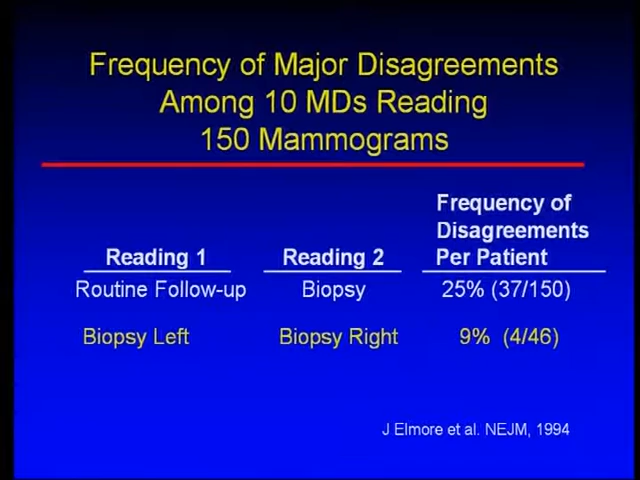 Frequency of Major Disagreements
Among 10 MDs Reading
150 Mammograms
Frequency of
Disagreements
Reading 1 Reading 2 Per Patient
Routine Follow-up Biopsy 25% (37/150)
Biopsy Left Biopsy Right 9% (4/46)
J Elmore et al. NEJM, 1994